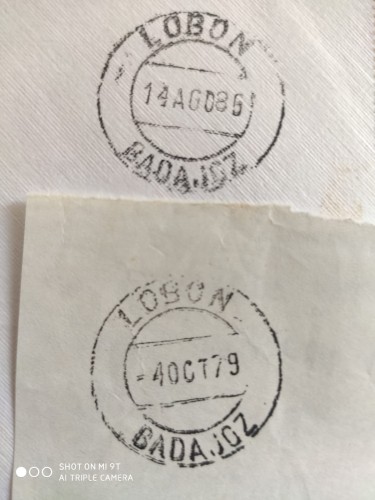 LOBON
14AGO86
BADAJOZ
LOBON
-4OCT79
BADAJOZ
SHOT ON MI 9T
AI TRIPLE CAMERA